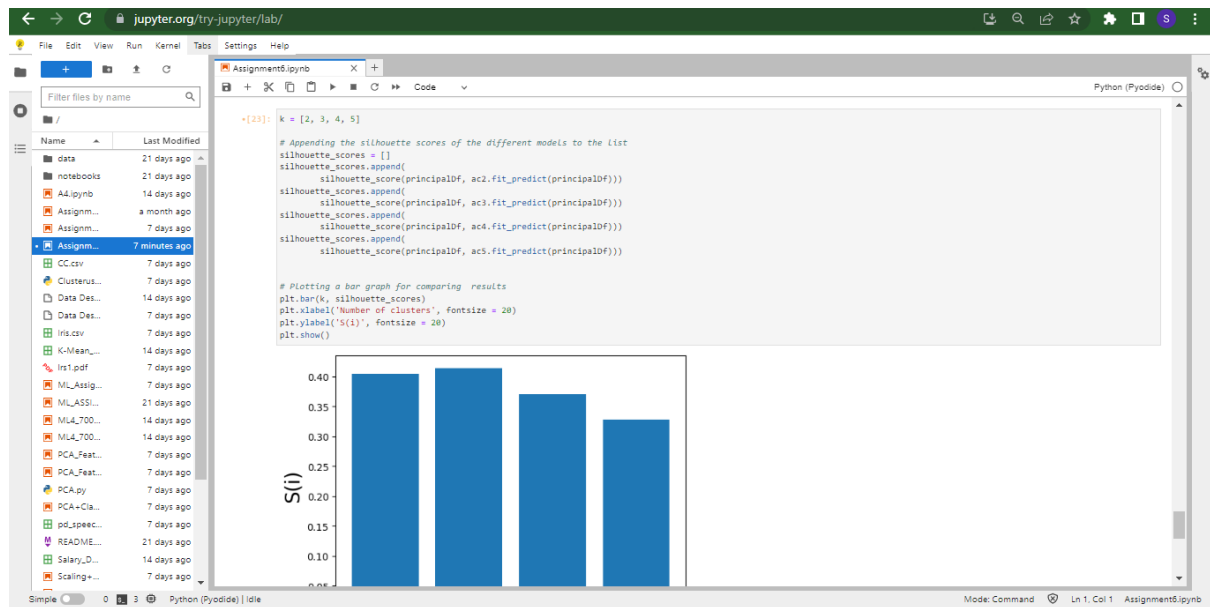 jupyter.org/try-jupyter/lab/
S
File Edit View Run Kernel Tabs Settings Help
+
Filter files by name
/
Name Last Modified
data 21 days ago
notebooks 21 days ago
A4.ipynb 14 days ago
Assignm... a month ago
Assignm... 7 days ago
Assignm... 7 minutes ago
CC.csv 7 days ago
Clusterus... 7 days ago
Data Des... 14 days ago
Data Des... 7 days ago
Iris.csv 7 days ago
K-Mean_... 14 days ago
lrs1.pdf 7 days ago
ML_Assig... 7 days ago
ML_ASSI... 21 days ago
ML4_700... 14 days ago
ML4_700... 14 days ago
PCA_Feat... 7 days ago
PCA_Feat... 7 days ago
PCA.py 7 days ago
PCA+Cla... 7 days ago
pd_speec... 7 days ago
README.... 21 days ago
Salary_D... 14 days ago
Scaling+... 7 days ago
Assignment6.ipynb
Code
Python (Pyodide)
[23]: k = [2, 3, 4, 5]
# Appending the silhouette scores of the different models to the list
silhouette_scores = []
silhouette_scores.append(
silhouette_score(principalDf, ac2.fit_predict(principalDf)))
silhouette_scores.append(
silhouette_score(principalDf, ac3.fit_predict(principalDf)))
silhouette_scores.append(
silhouette_score(principalDf, ac4.fit_predict(principalDf)))
silhouette_scores.append(
silhouette_score(principalDf, ac5.fit_predict(principalDf)))
# Plotting a bar graph for comparing results
plt.bar(k, silhouette_scores)
plt.xlabel('Number of clusters', fontsize = 20)
plt.ylabel('S(i)', fontsize = 20)
plt.show()
0.40
0.35
0.30
0.25
0.20
0.15
0.10
0.05
S(i)
Simple 0 3 Python (Pyodide) | Idle
Mode: Command Ln 1, Col 1 Assignment6.ipynb